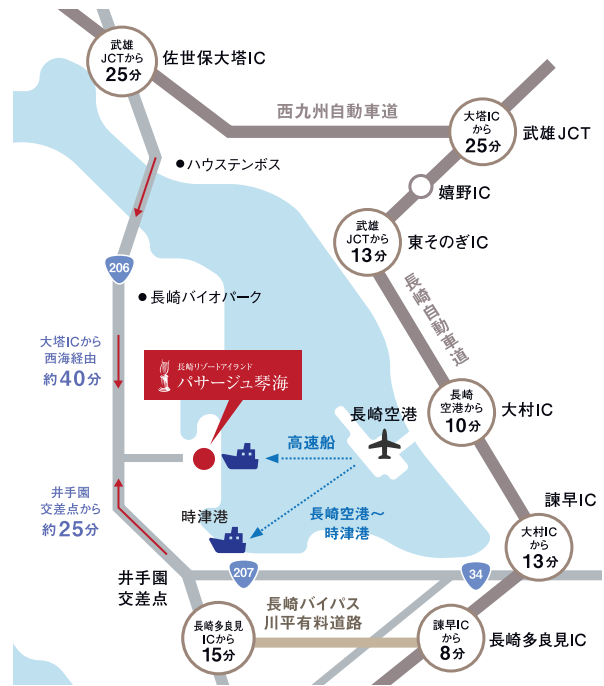 武雄
JCTから
25分
佐世保大塔IC
西九州自動車道
大塔IC
から
25分
武雄JCT
嬉野IC
●ハウステンボス
武雄
JCTから
13分
東そのぎIC
206
●長崎バイオパーク
長崎自動車道
大塔ICから
西海経由
約40分
長崎リゾートアイランド
パサージュ琴海
長崎空港
長崎
空港から
10分
大村IC
高速船
井手園
交差点から
約25分
時津港
長崎空港〜
時津港
諫早IC
大村IC
から
13分
井手園
交差点
207
34
長崎多良見
ICから
15分
長崎バイパス
川平有料道路
諫早IC
から
8分
長崎多良見IC